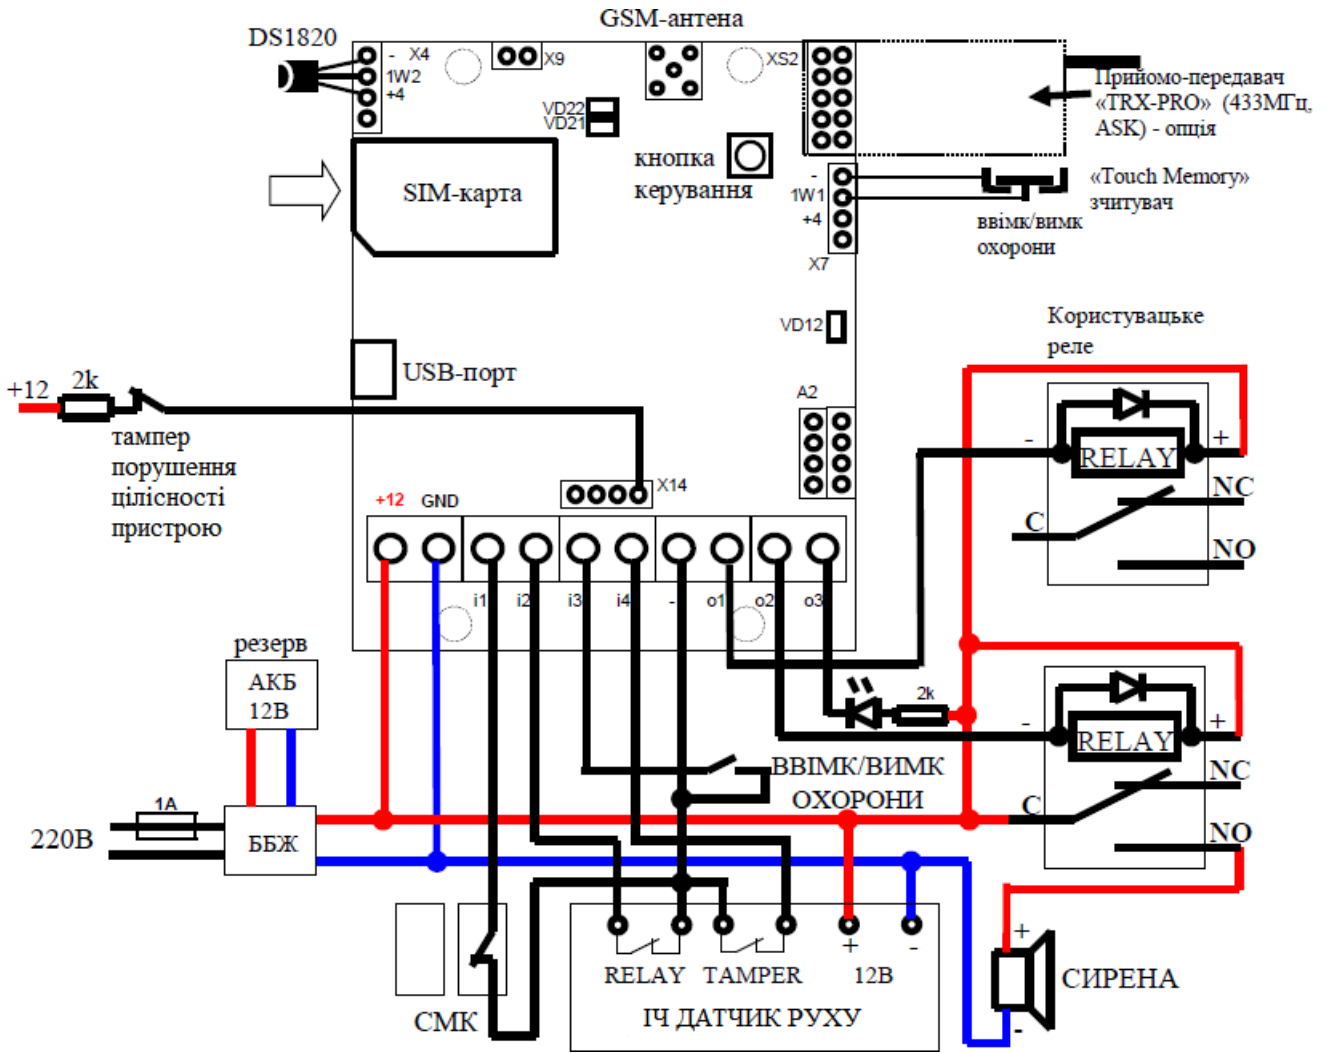 GSM-антена
DS1820
- X4
1W2
+4
X9
XS2
VD22
VD21
Прийомо-передавач
«TRX-PRO» (433МГц,
ASK) - опція
кнопка
керування
SIM-карта
-
1W1
+4
X7
«Touch Memory»
зчитувач
ввімк/вимк
охорони
VD12
Користувацьке
реле
USB-порт
+12
2k
A2
тампер
порушення
цілісності
пристрою
X14
+12 GND
- RELAY +
NC
C
NO
i1 i2 i3 i4 - o1 o2 o3
резерв
АКБ
12В
2k
- RELAY +
NC
C
NO
ВВІМК/ВИМК
ОХОРОНИ
1А
220В
ББЖ
RELAY TAMPER
+ -
12В
СМК
ІЧ ДАТЧИК РУХУ
+
СИРЕНА
-